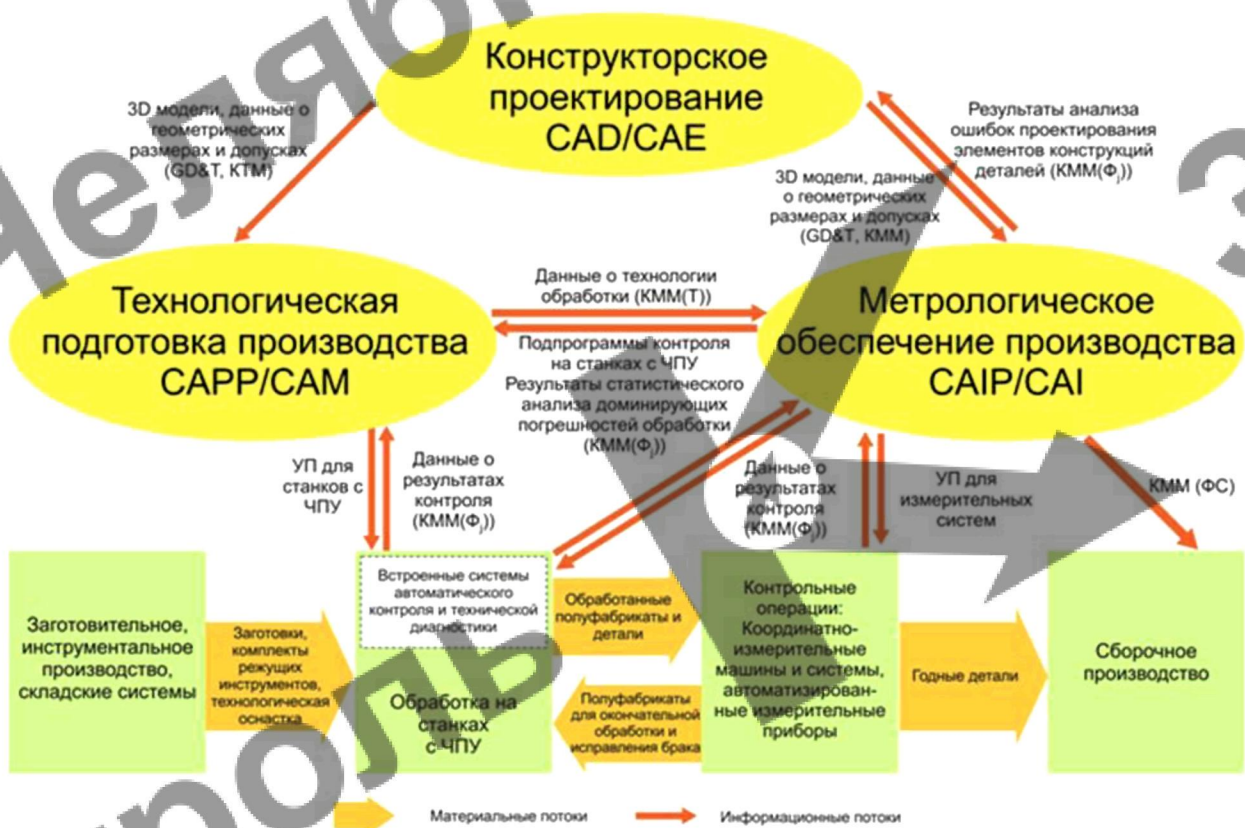 Конструкторское
проектирование
CAD/CAE
3D модели, данные о
геометрических
размерах и допусках
(GD&T, КТМ)
Результаты анализа
ошибок проектирования
элементов конструкций
деталей (КММ(Фj))
3D модели, данные
о геометрических
размерах и допусках
(GD&T, КММ)
Технологическая
подготовка производства
CAPP/CAM
Данные о технологии
обработки (КММ(Т))
Подпрограммы контроля
на станках с ЧПУ
Результаты статистического
анализа доминирующих
погрешностей обработки
(КММ(Фj))
Метрологическое
обеспечение производства
CAIP/CAI
УП для
станков с
ЧПУ
Данные о
результатах
контроля
(КММ(Фj))
Данные о
результатах
контроля
(КММ(Фj))
УП для
измерительных
систем
КММ (ФС)
Заготовительное,
инструментальное
производство,
складские системы
Заготовки,
комплекты
режущих
инструментов,
технологическая
оснастка
Встроенные системы
автоматического
контроля и технической
диагностики
Обработка на
станках
с ЧПУ
Обработанные
полуфабрикаты и
детали
Полуфабрикаты
для окончательной
обработки и
исправления брака
Контрольные
операции:
Координатно-
измерительные
машины и системы,
автоматизирован-
ные измерительные
приборы
Годные детали
Сборочное
производство
Материальные потоки
Информационные потоки